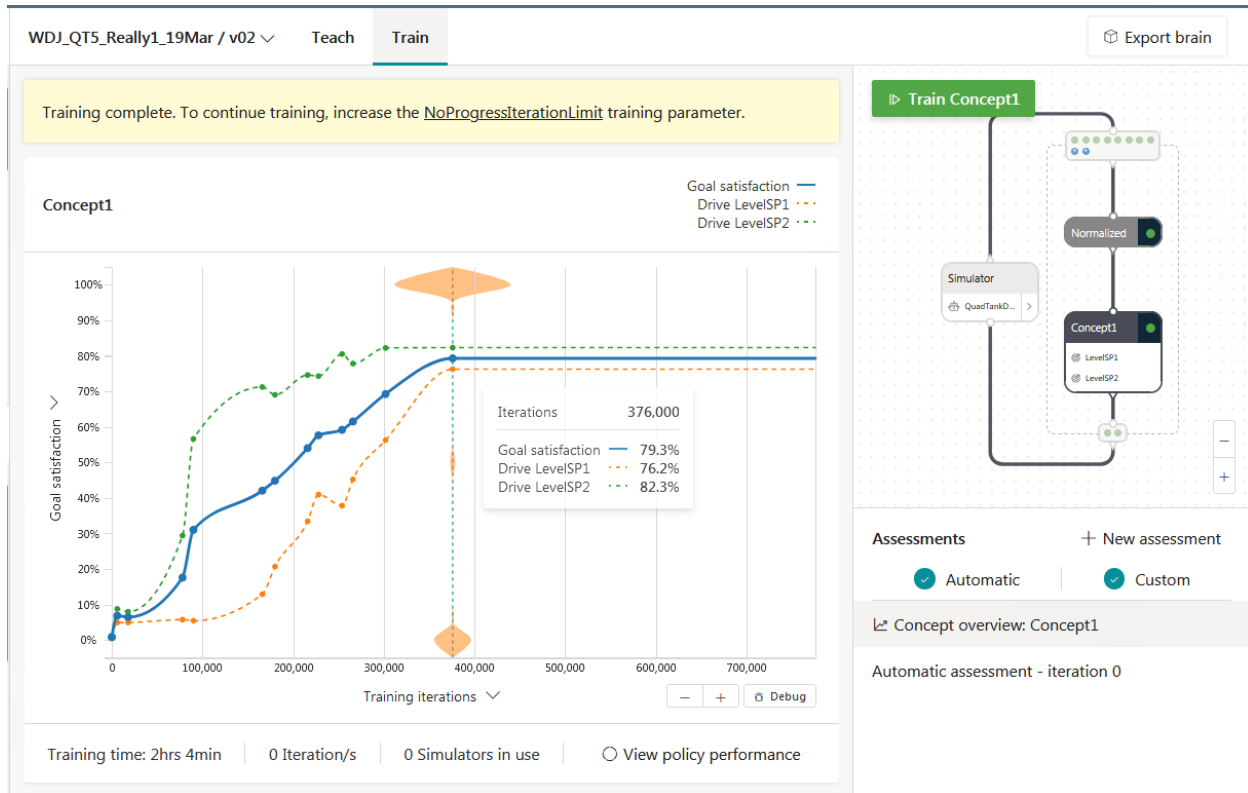 WDJ_QT5_Really1_19Mar / v02
Teach
Train
Export brain
Training complete. To continue training, increase the NoProgressIterationLimit training parameter.
Concept1
Goal satisfaction
Drive LevelSP1
Drive LevelSP2
100%
90%
80%
70%
60%
50%
40%
30%
20%
10%
0%
Goal satisfaction
Iterations 376,000
Goal satisfaction 79.3%
Drive LevelSP1 76.2%
Drive LevelSP2 82.3%
0 100,000 200,000 300,000 400,000 500,000 600,000 700,000
Training iterations
− + Debug
Training time: 2hrs 4min
0 Iteration/s
0 Simulators in use
View policy performance
Train Concept1
Normalized
Simulator
QuadTankD...
Concept1
LevelSP1
LevelSP2
−
+
Assessments
+ New assessment
Automatic
Custom
Concept overview: Concept1
Automatic assessment - iteration 0